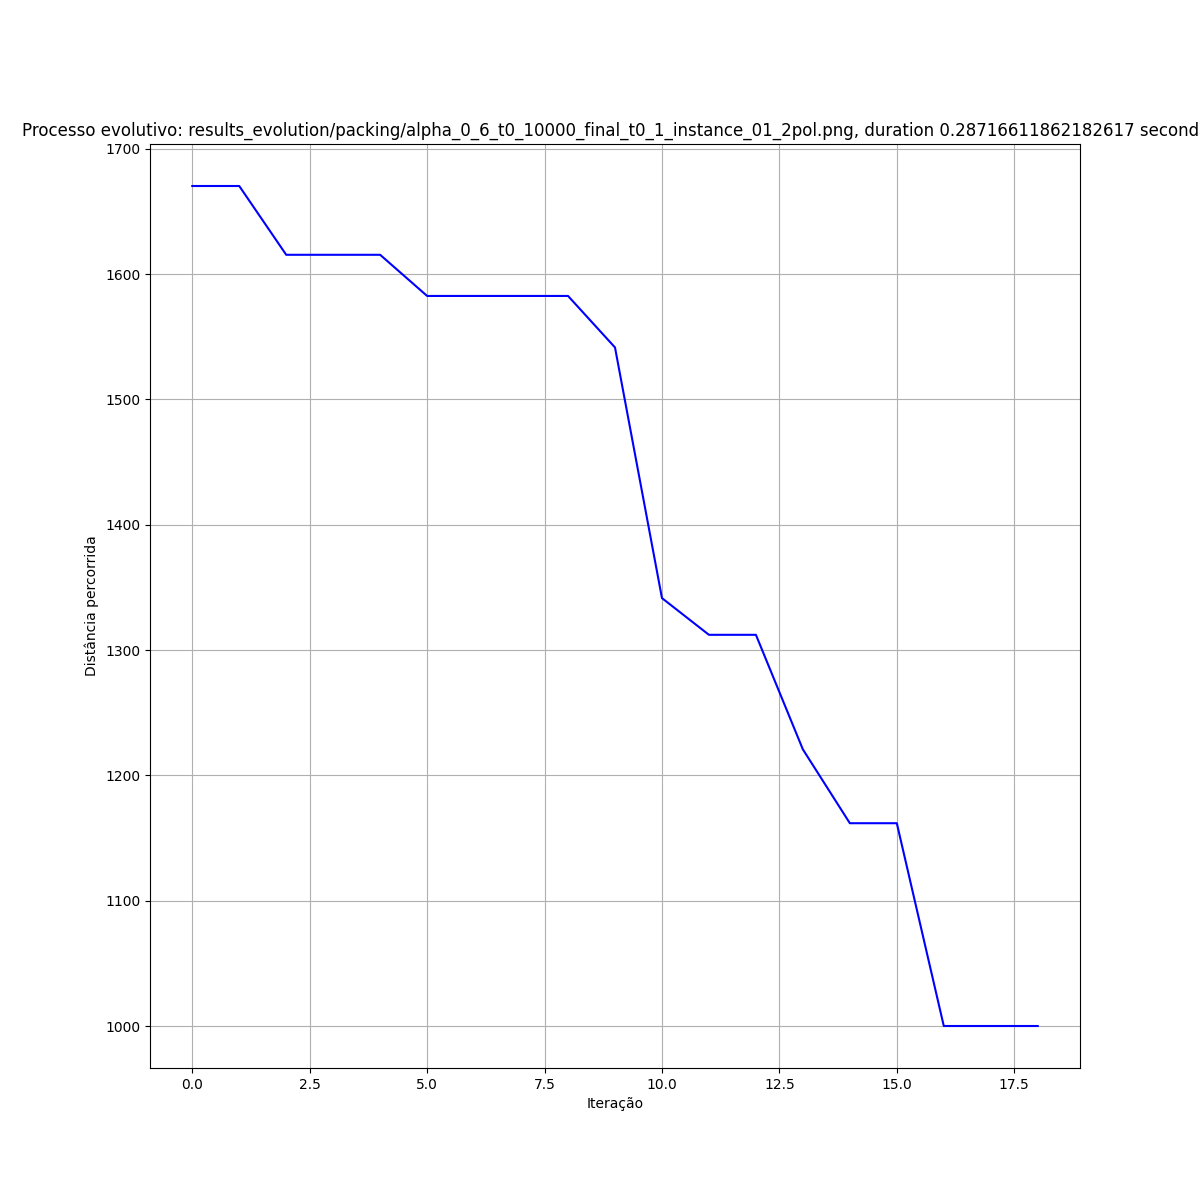 Processo evolutivo: results_evolution/packing/alpha_0_6_t0_10000_final_t0_1_instance_01_2pol.png, duration 0.28716611862182617 second
1700
1600
1500
1400
1300
1200
1100
1000
Distância percorrida
0.0 2.5 5.0 7.5 10.0 12.5 15.0 17.5
Iteração